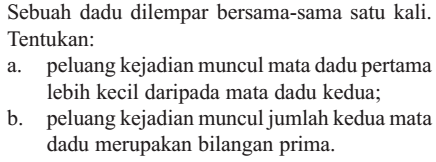 Sebuah dadu dilempar bersama-sama satu kali.
Tentukan:
a. peluang kejadian muncul mata dadu pertama
lebih kecil daripada mata dadu kedua;
b. peluang kejadian muncul jumlah kedua mata
dadu merupakan bilangan prima.